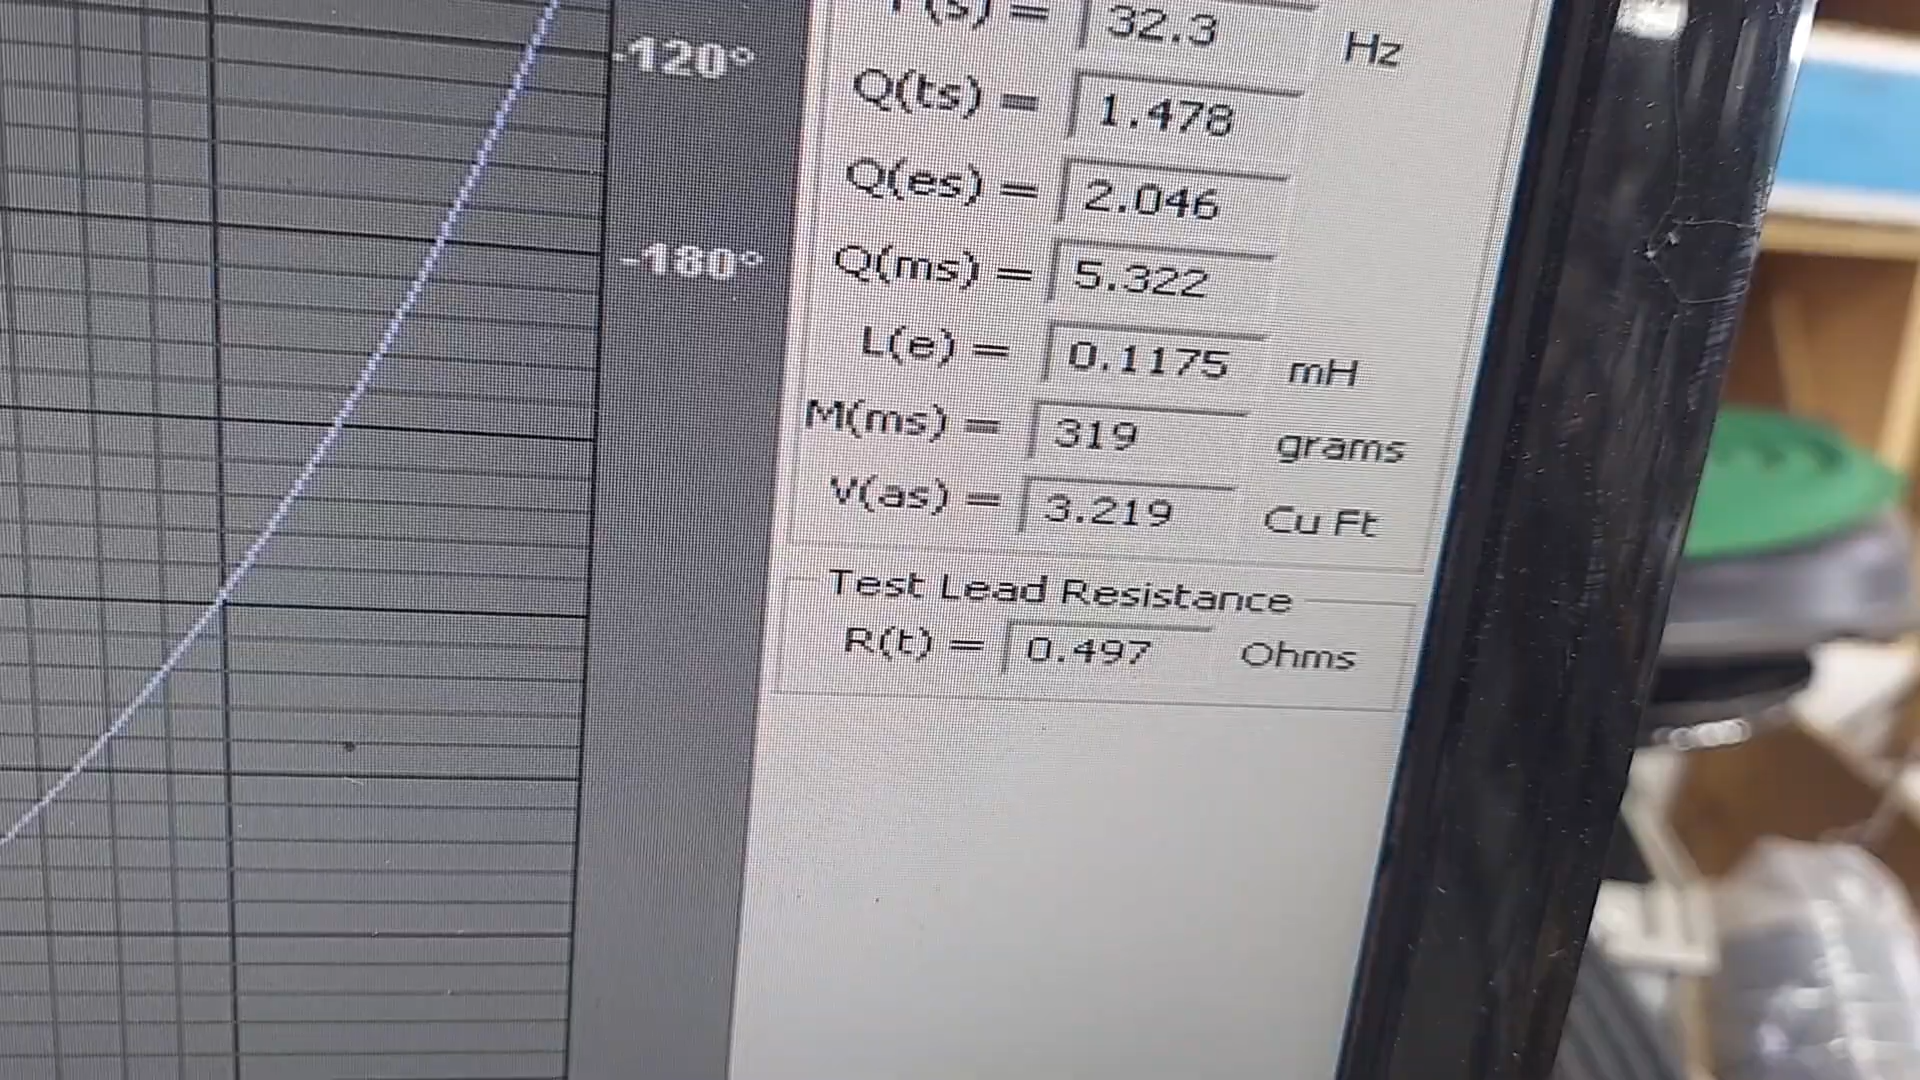 (s) = 32.3 Hz
-120°
Q(ts) = 1.478
Q(es) = 2.046
-180°
Q(ms) = 5.322
L(e) = 0.1175 mH
M(ms) = 319 grams
V(as) = 3.219 Cu Ft
Test Lead Resistance
R(t) = 0.497 Ohms